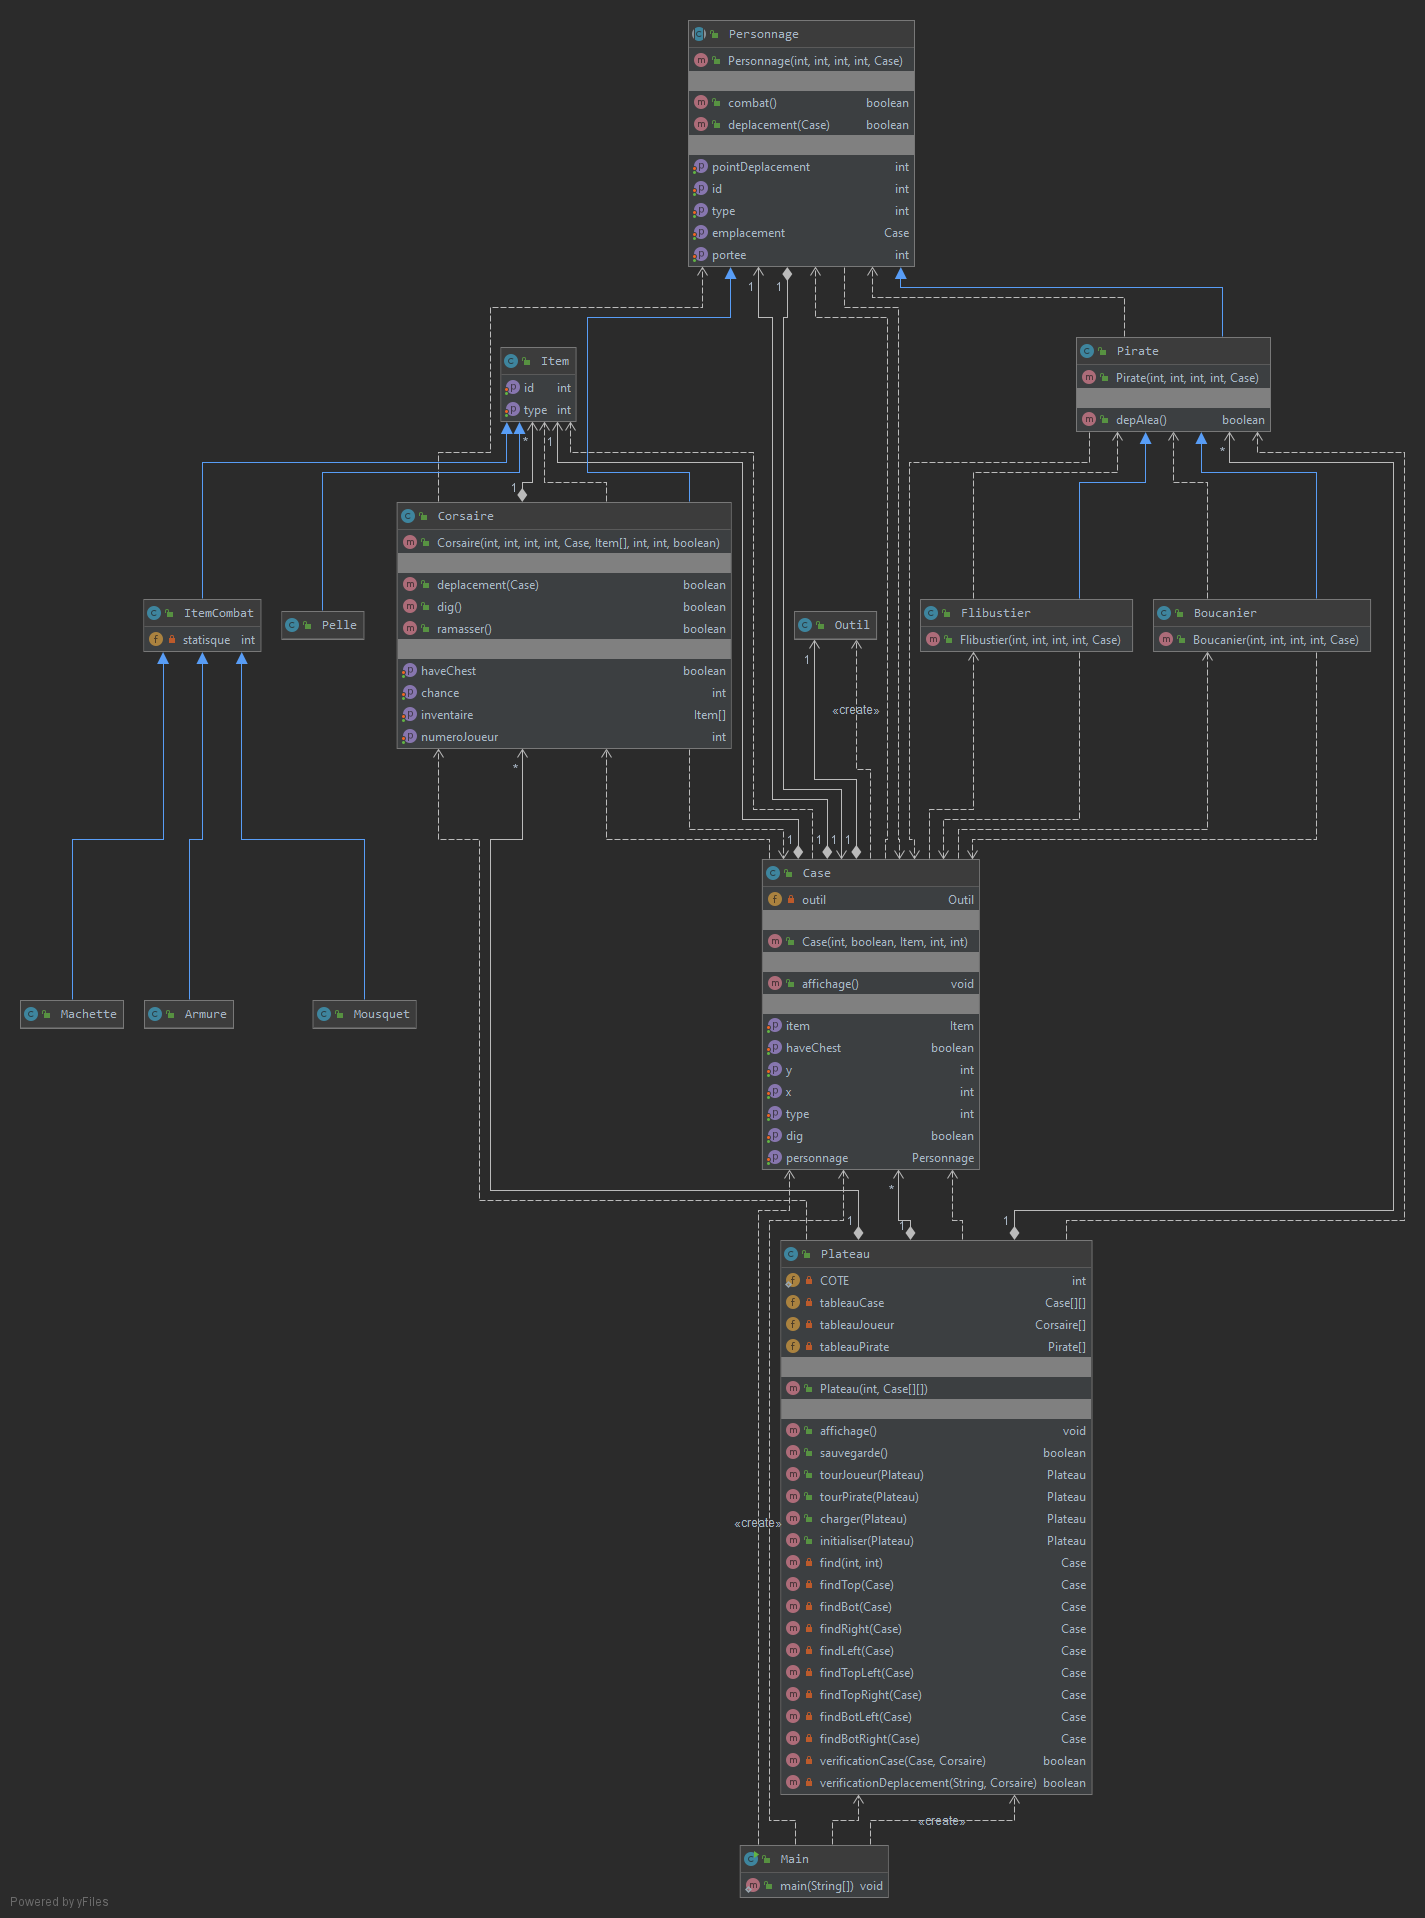 Personnage
Personnage(int, int, int, int, Case)
combat() boolean
deplacement(Case) boolean
pointDeplacement int
id int
type int
emplacement Case
portee int
1
1
Item
id int
type int
*
1
1
Pirate
Pirate(int, int, int, int, Case)
depAlea() boolean
*
Corsaire
Corsaire(int, int, int, int, Case, Item[], int, int, boolean)
deplacement(Case) boolean
dig() boolean
ramasser() boolean
haveChest boolean
chance int
inventaire Item[]
numeroJoueur int
*
ItemCombat
statisque int
Pelle
Outil
1
«create»
Flibustier
Flibustier(int, int, int, int, Case)
Boucanier
Boucanier(int, int, int, int, Case)
1
1
1
1
Case
outil Outil
Case(int, boolean, Item, int, int)
affichage() void
item Item
haveChest boolean
y int
x int
type int
dig boolean
personnage Personnage
Machette
Armure
Mousquet
*
1
1
1
Plateau
COTE int
tableauCase Case[][]
tableauJoueur Corsaire[]
tableauPirate Pirate[]
Plateau(int, Case[][])
affichage() void
sauvegarde() boolean
tourJoueur(Plateau) Plateau
tourPirate(Plateau) Plateau
charger(Plateau) Plateau
initialiser(Plateau) Plateau
find(int, int) Case
findTop(Case) Case
findBot(Case) Case
findRight(Case) Case
findLeft(Case) Case
findTopLeft(Case) Case
findTopRight(Case) Case
findBotLeft(Case) Case
findBotRight(Case) Case
verificationCase(Case, Corsaire) boolean
verificationDeplacement(String, Corsaire) boolean
«create»
«create»
Main
main(String[]) void
Powered by yFiles